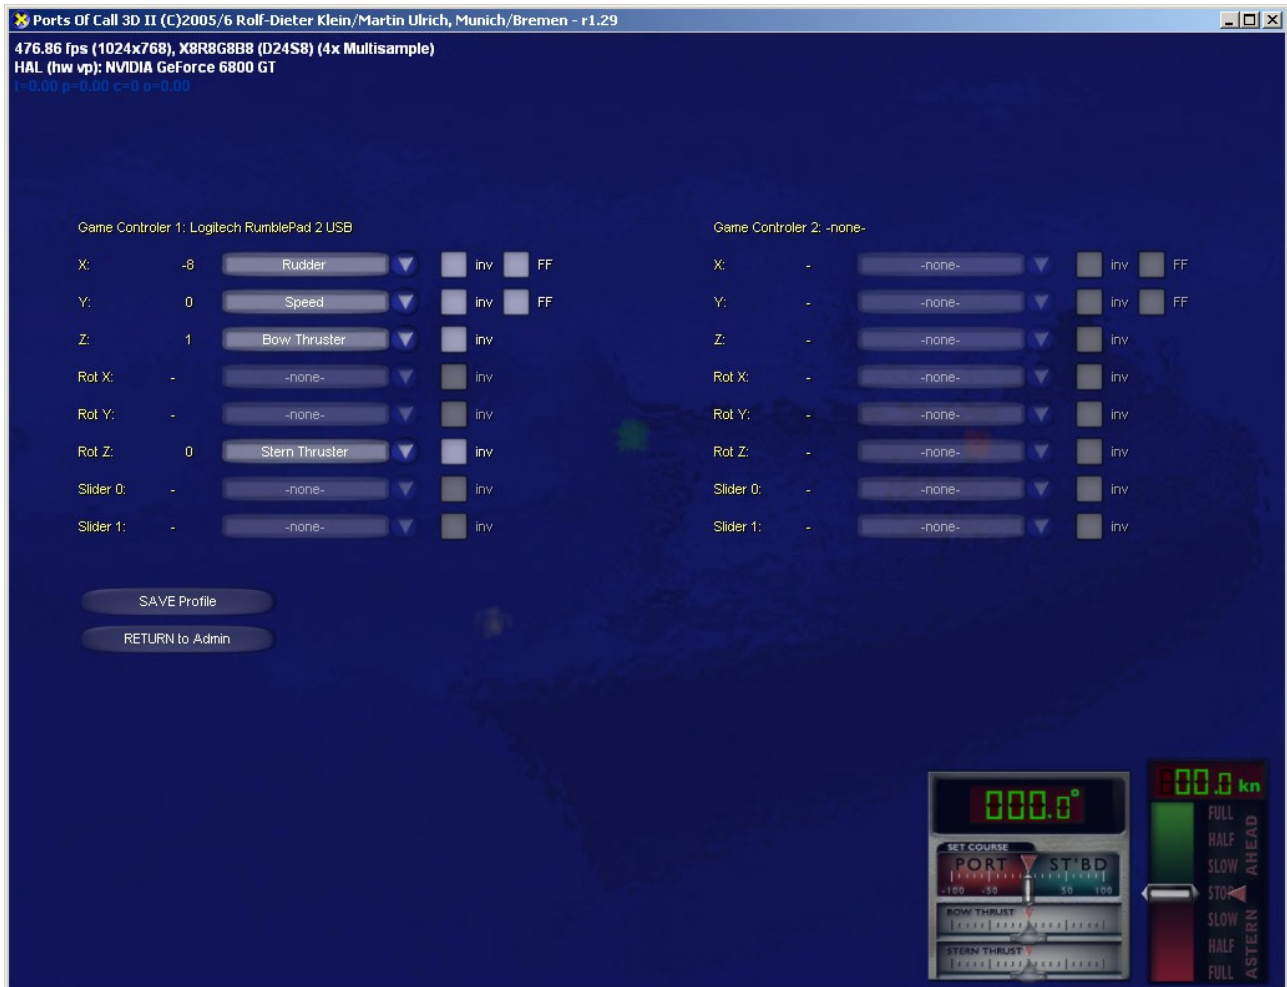 Ports Of Call 3D II (C)2005/6 Rolf-Dieter Klein/Martin Ulrich, Munich/Bremen - r1.29
476.86 fps (1024x768), X8R8G8B8 (D24S8) (4x Multisample)
HAL (hw vp): NVIDIA GeForce 6800 GT
t=0.00 p=0.00 c=0 o=0.00
Game Controler 1: Logitech RumblePad 2 USB Game Controler 2: -none-
X: -8 Rudder inv FF X: - -none- inv FF
Y: 0 Speed inv FF Y: - -none- inv FF
Z: 1 Bow Thruster inv Z: - -none- inv
Rot X: - -none- inv Rot X: - -none- inv
Rot Y: - -none- inv Rot Y: - -none- inv
Rot Z: 0 Stern Thruster inv Rot Z: - -none- inv
Slider 0: - -none- inv Slider 0: - -none- inv
Slider 1: - -none- inv Slider 1: - -none- inv
SAVE Profile
RETURN to Admin
000.0°
SET COURSE
PORT ST'BD
-100 -50 50 100
BOW THRUST
STERN THRUST
00.0 kn
FULL
HALF
SLOW
AHEAD
STOP
SLOW
HALF
FULL
ASTERN